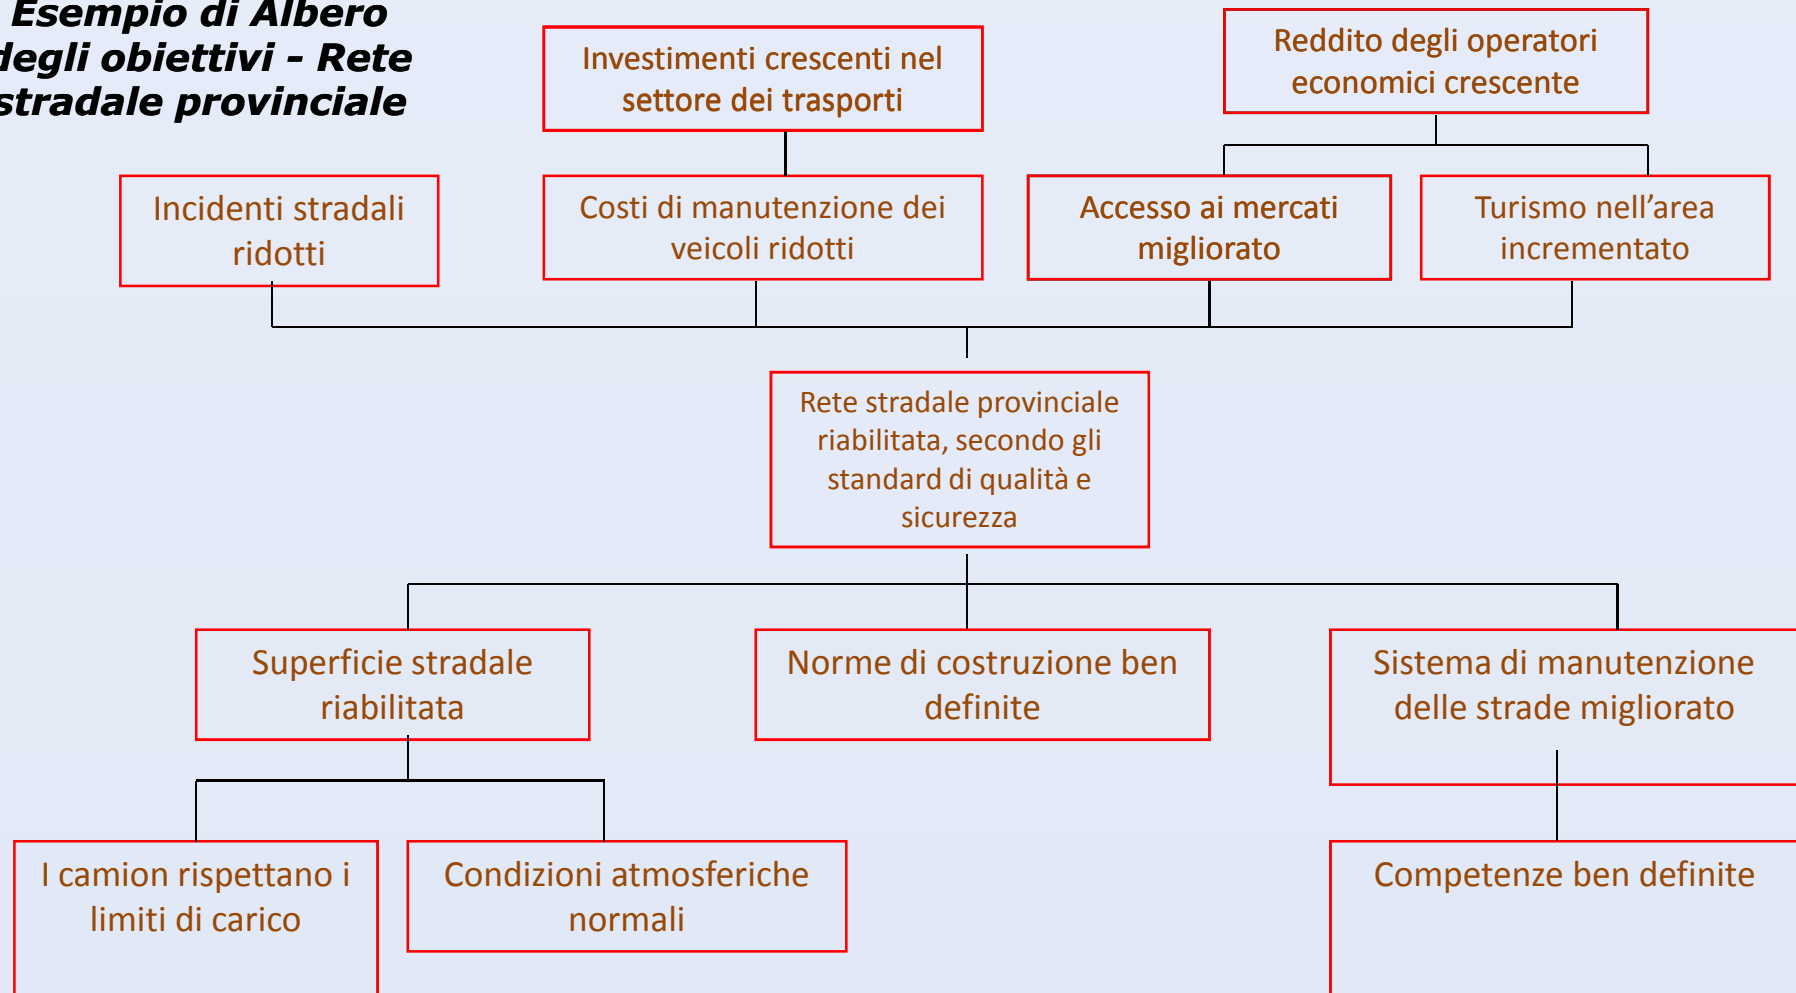 Esempio di Albero
degli obiettivi - Rete
stradale provinciale
Investimenti crescenti nel
settore dei trasporti
Reddito degli operatori
economici crescente
Incidenti stradali
ridotti
Costi di manutenzione dei
veicoli ridotti
Accesso ai mercati
migliorato
Turismo nell’area
incrementato
Rete stradale provinciale
riabilitata, secondo gli
standard di qualità e
sicurezza
Superficie stradale
riabilitata
Norme di costruzione ben
definite
Sistema di manutenzione
delle strade migliorato
I camion rispettano i
limiti di carico
Condizioni atmosferiche
normali
Competenze ben definite